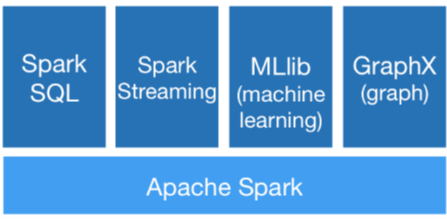 Spark
SQL
Spark
Streaming
MLlib
(machine
learning)
GraphX
(graph)
Apache Spark